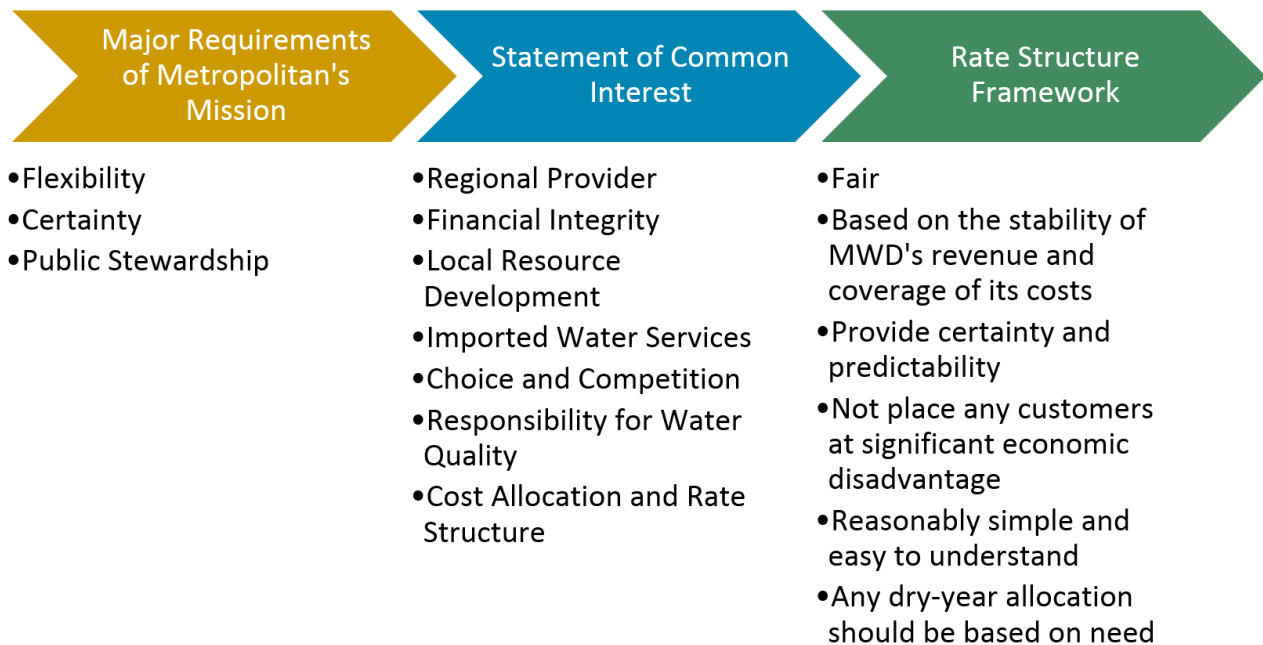 Major Requirements
of Metropolitan's
Mission
•Flexibility
•Certainty
•Public Stewardship
Statement of Common
Interest
•Regional Provider
•Financial Integrity
•Local Resource
Development
•Imported Water Services
•Choice and Competition
•Responsibility for Water
Quality
•Cost Allocation and Rate
Structure
Rate Structure
Framework
•Fair
•Based on the stability of
MWD's revenue and
coverage of its costs
•Provide certainty and
predictability
•Not place any customers
at significant economic
disadvantage
•Reasonably simple and
easy to understand
•Any dry-year allocation
should be based on need